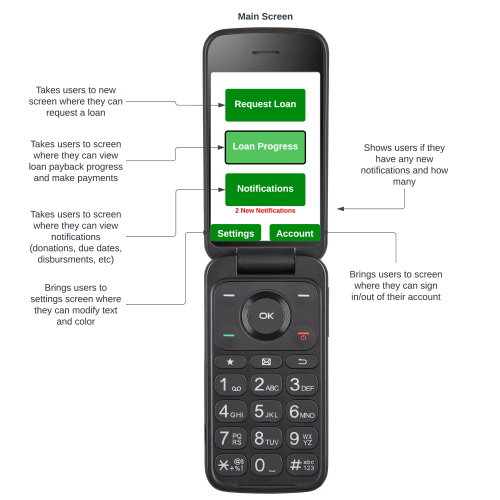 Main Screen
Takes users to new
screen where they can
request a loan
Request Loan
Takes users to screen
where they can view
loan payback progress
and make payments
Loan Progress
Shows users if they
have any new
notifications and how
many
Takes users to screen
where they can view
notifications
(donations, due dates,
disbursments, etc)
Notifications
2 New Notifications
Settings
Account
Brings users to
settings screen where
they can modify text
and color
Brings users to screen
where they can sign
in/out of their account
OK
1 2 ABC 3 DEF
4 GHI 5 JKL 6 MNO
7 PQ RS 8 TUV 9 WX YZ
* @$ +%! 0 # abc 123